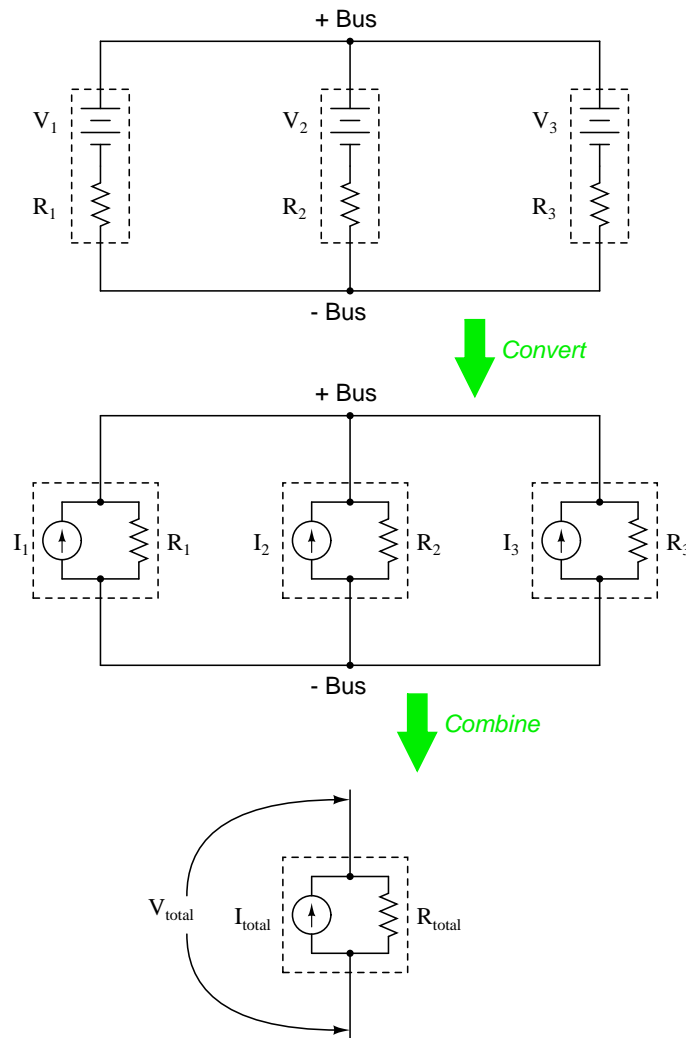 + Bus
V1 V2 V3
R1 R2 R3
- Bus
Convert
+ Bus
I1 R1 I2 R2 I3 R3
- Bus
Combine
Vtotal Itotal Rtotal